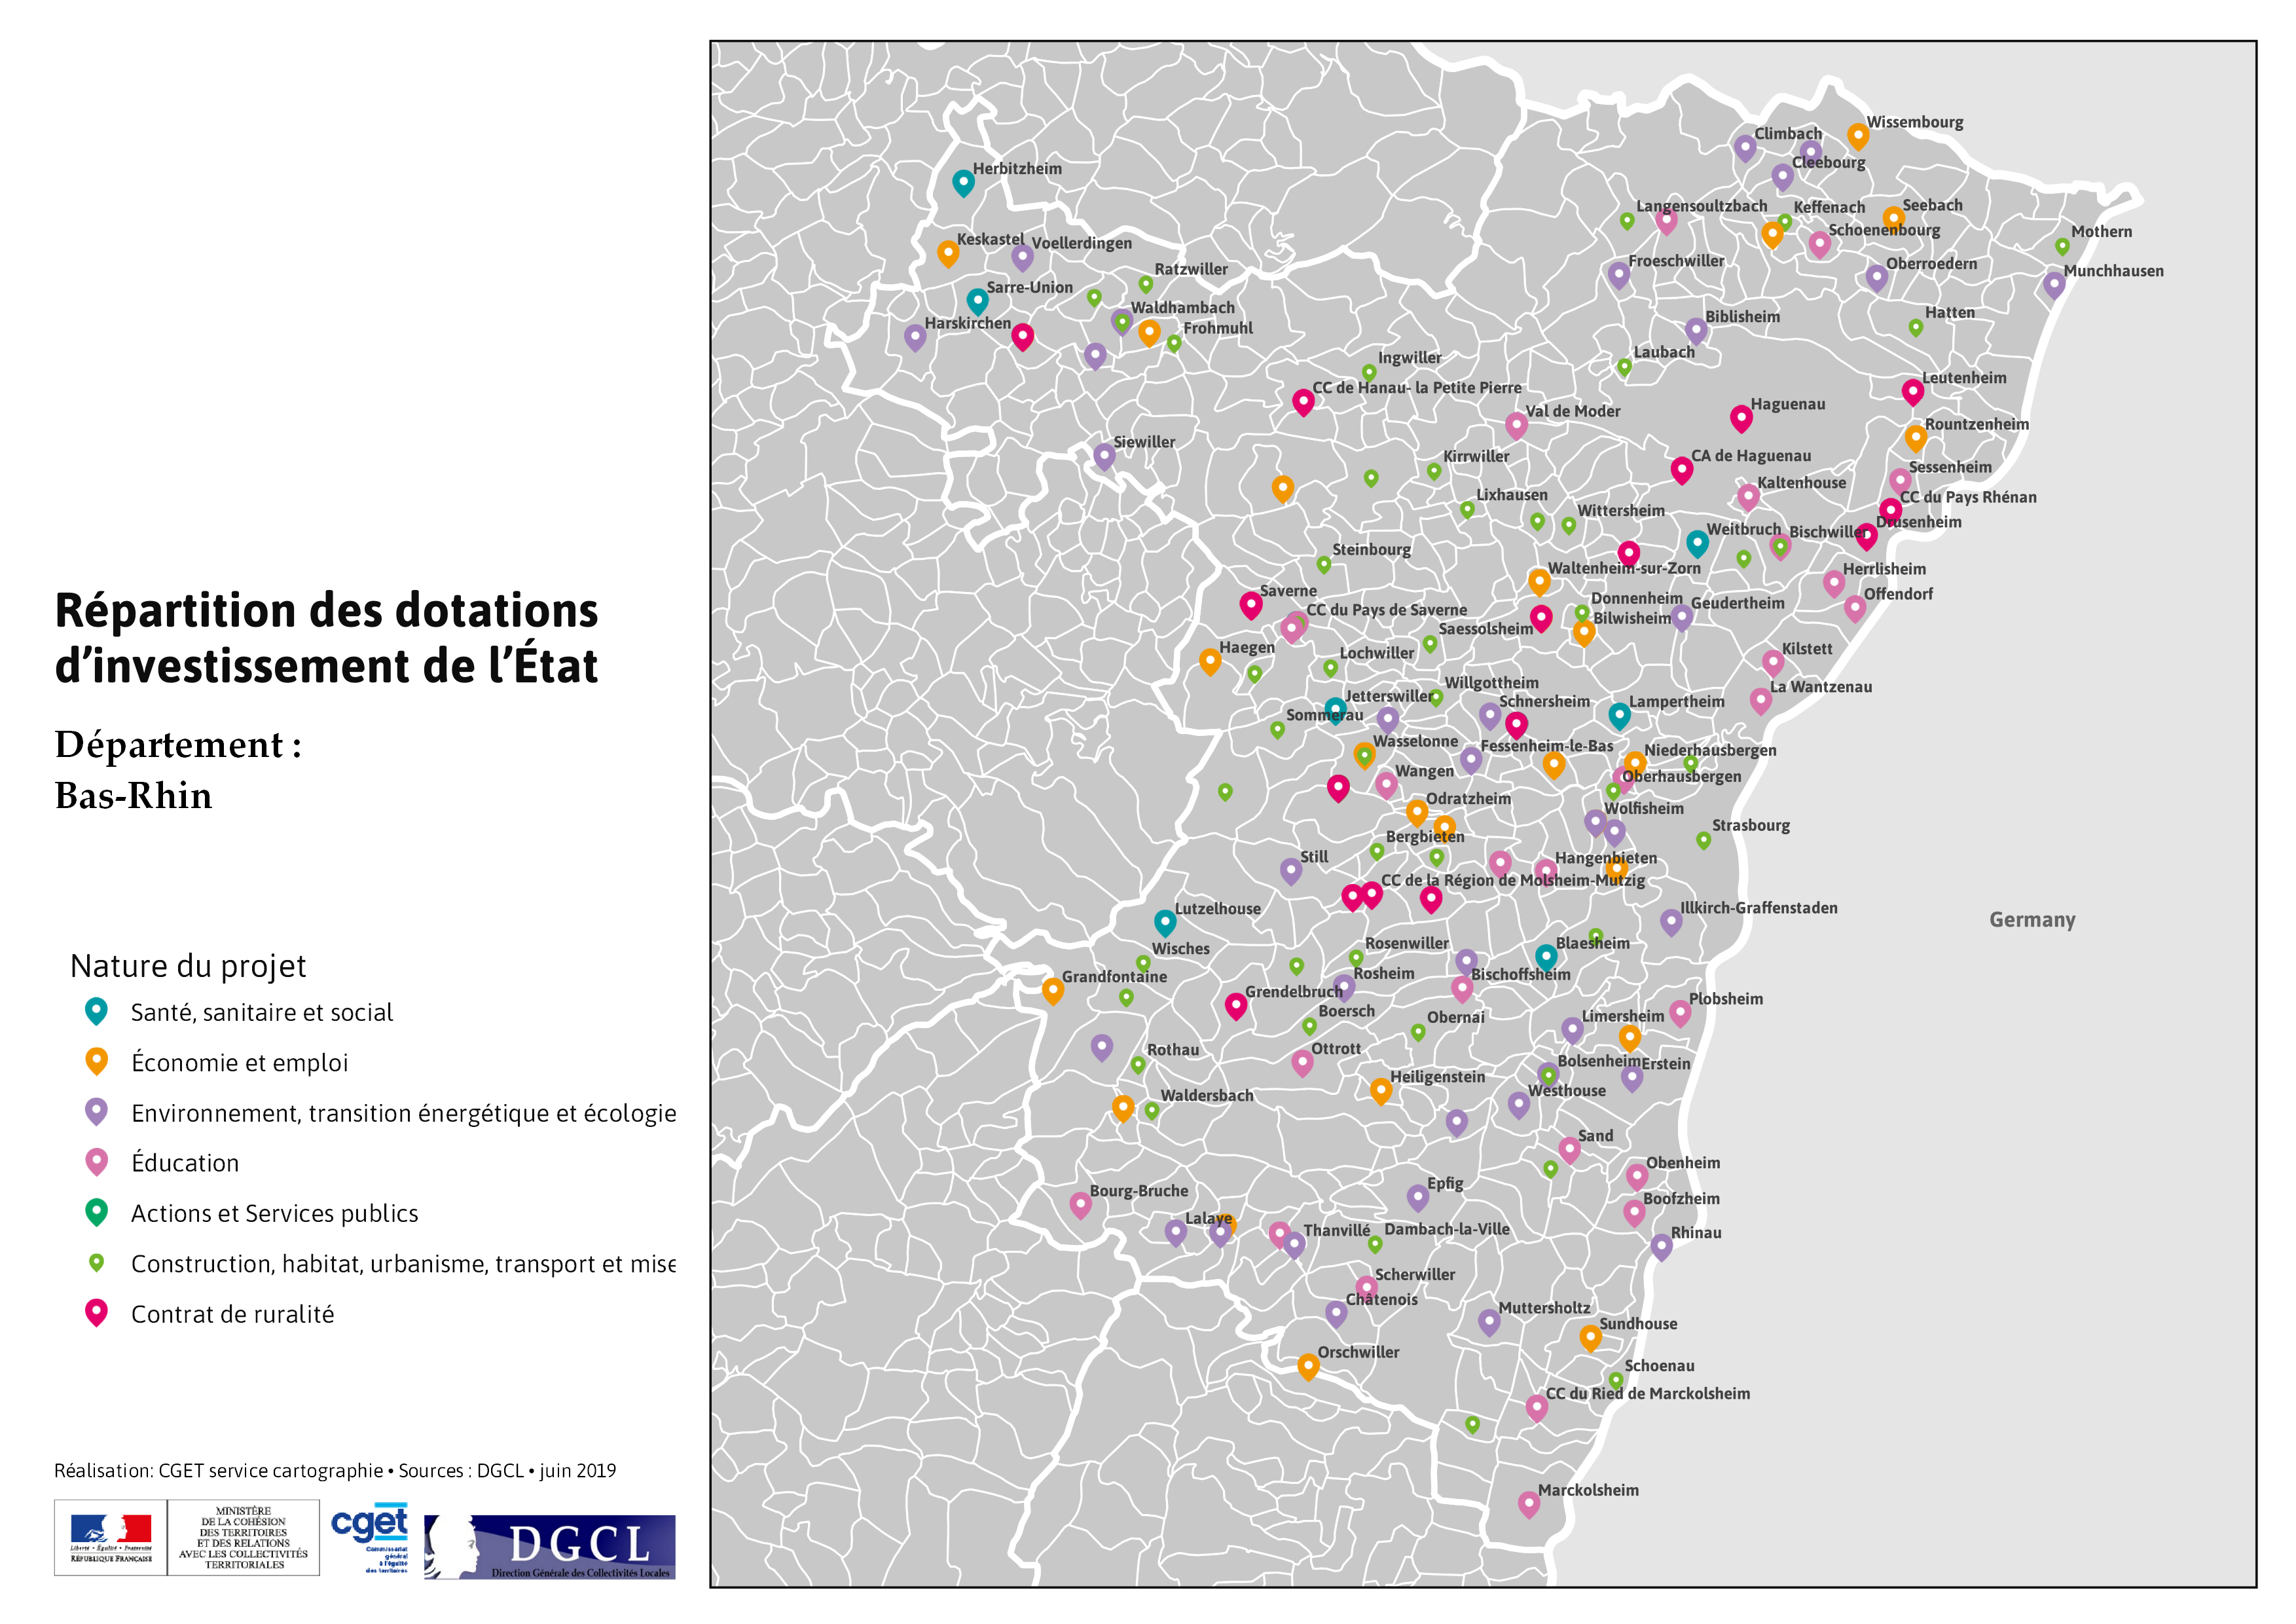 Répartition des dotations
d’investissement de l’État
Département :
Bas-Rhin
Nature du projet
Santé, sanitaire et social
Économie et emploi
Environnement, transition énergétique et écologie
Éducation
Actions et Services publics
Construction, habitat, urbanisme, transport et mise
Contrat de ruralité
Réalisation: CGET service cartographie • Sources : DGCL • juin 2019
Liberté • Égalité • Fraternité
RÉPUBLIQUE FRANÇAISE
MINISTÈRE
DE LA COHÉSION
DES TERRITOIRES
ET DES RELATIONS
AVEC LES COLLECTIVITÉS
TERRITORIALES
cget
Commissariat
général
à l'égalité
des territoires
DGCL
Direction Générale des Collectivités Locales
Wissembourg
Climbach
Cleebourg
Herbitzheim
Langensoultzbach
Keffenach
Seebach
Schoenenbourg
Mothern
Keskastel
Voellerdingen
Froeschwiller
Oberroedern
Munchhausen
Ratzwiller
Sarre-Union
Waldhambach
Harskirchen
Frohmuhl
Biblisheim
Hatten
Laubach
Ingwiller
Leutenheim
CC de Hanau- la Petite Pierre
Haguenau
Val de Moder
Rountzenheim
Siewiller
Kirrwiller
CA de Haguenau
Sessenheim
Kaltenhouse
Lixhausen
CC du Pays Rhénan
Wittersheim
Drusenheim
Weitbruch
Bischwiller
Steinbourg
Waltenheim-sur-Zorn
Herrlisheim
Saverne
Offendorf
Donnenheim
Geudertheim
CC du Pays de Saverne
Bilwisheim
Saessolsheim
Haegen
Lochwiller
Kilstett
Willgottheim
La Wantzenau
Jetterswiller
Schnersheim
Lampertheim
Sommerau
Wasselonne
Fessenheim-le-Bas
Niederhausbergen
Wangen
Oberhausbergen
Odratzheim
Wolfisheim
Strasbourg
Bergbieten
Still
Hangenbieten
CC de la Région de Molsheim-Mutzig
Lutzelhouse
Illkirch-Graffenstaden
Germany
Wisches
Rosenwiller
Blaesheim
Grandfontaine
Rosheim
Bischoffsheim
Grendelbruch
Plobsheim
Boersch
Obernai
Limersheim
Rothau
Ottrott
Bolsenheim
Erstein
Heiligenstein
Westhouse
Waldersbach
Sand
Obenheim
Bourg-Bruche
Epfig
Boofzheim
Lalaye
Thanvillé
Dambach-la-Ville
Rhinau
Scherwiller
Châtenois
Muttersholtz
Sundhouse
Orschwiller
Schoenau
CC du Ried de Marckolsheim
Marckolsheim